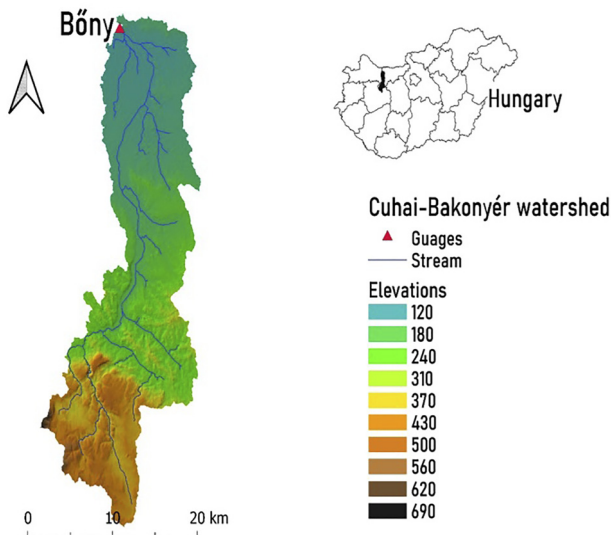 Bőny
Hungary
Cuhai-Bakonyér watershed
Guages
Stream
Elevations
120
180
240
310
370
430
500
560
620
690
0 10 20 km